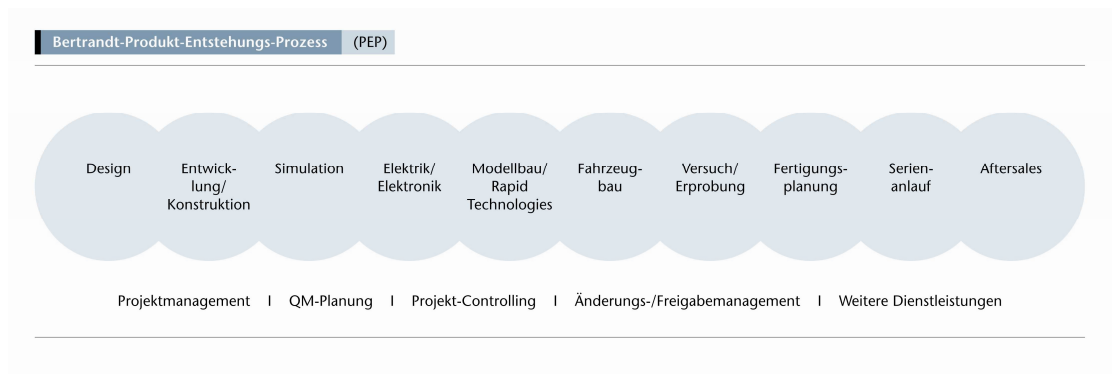 Bertrandt-Produkt-Entstehungs-Prozess (PEP)
Design
Entwick-
lung/
Konstruktion
Simulation
Elektrik/
Elektronik
Modellbau/
Rapid
Technologies
Fahrzeug-
bau
Versuch/
Erprobung
Fertigungs-
planung
Serien-
anlauf
Aftersales
Projektmanagement I QM-Planung I Projekt-Controlling I Änderungs-/Freigabemanagement I Weitere Dienstleistungen